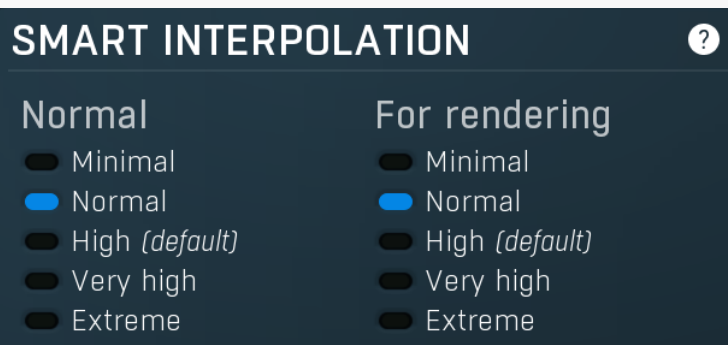 SMART INTERPOLATION ?
Normal
Minimal
Normal
High (default)
Very high
Extreme
For rendering
Minimal
Normal
High (default)
Very high
Extreme